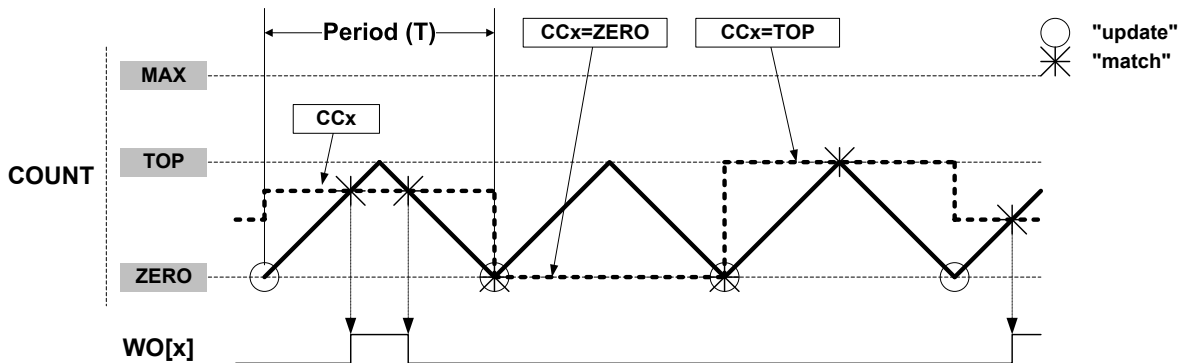 Period (T)
CCx=ZERO
CCx=TOP
"update"
"match"
MAX
CCx
TOP
COUNT
ZERO
WO[x]